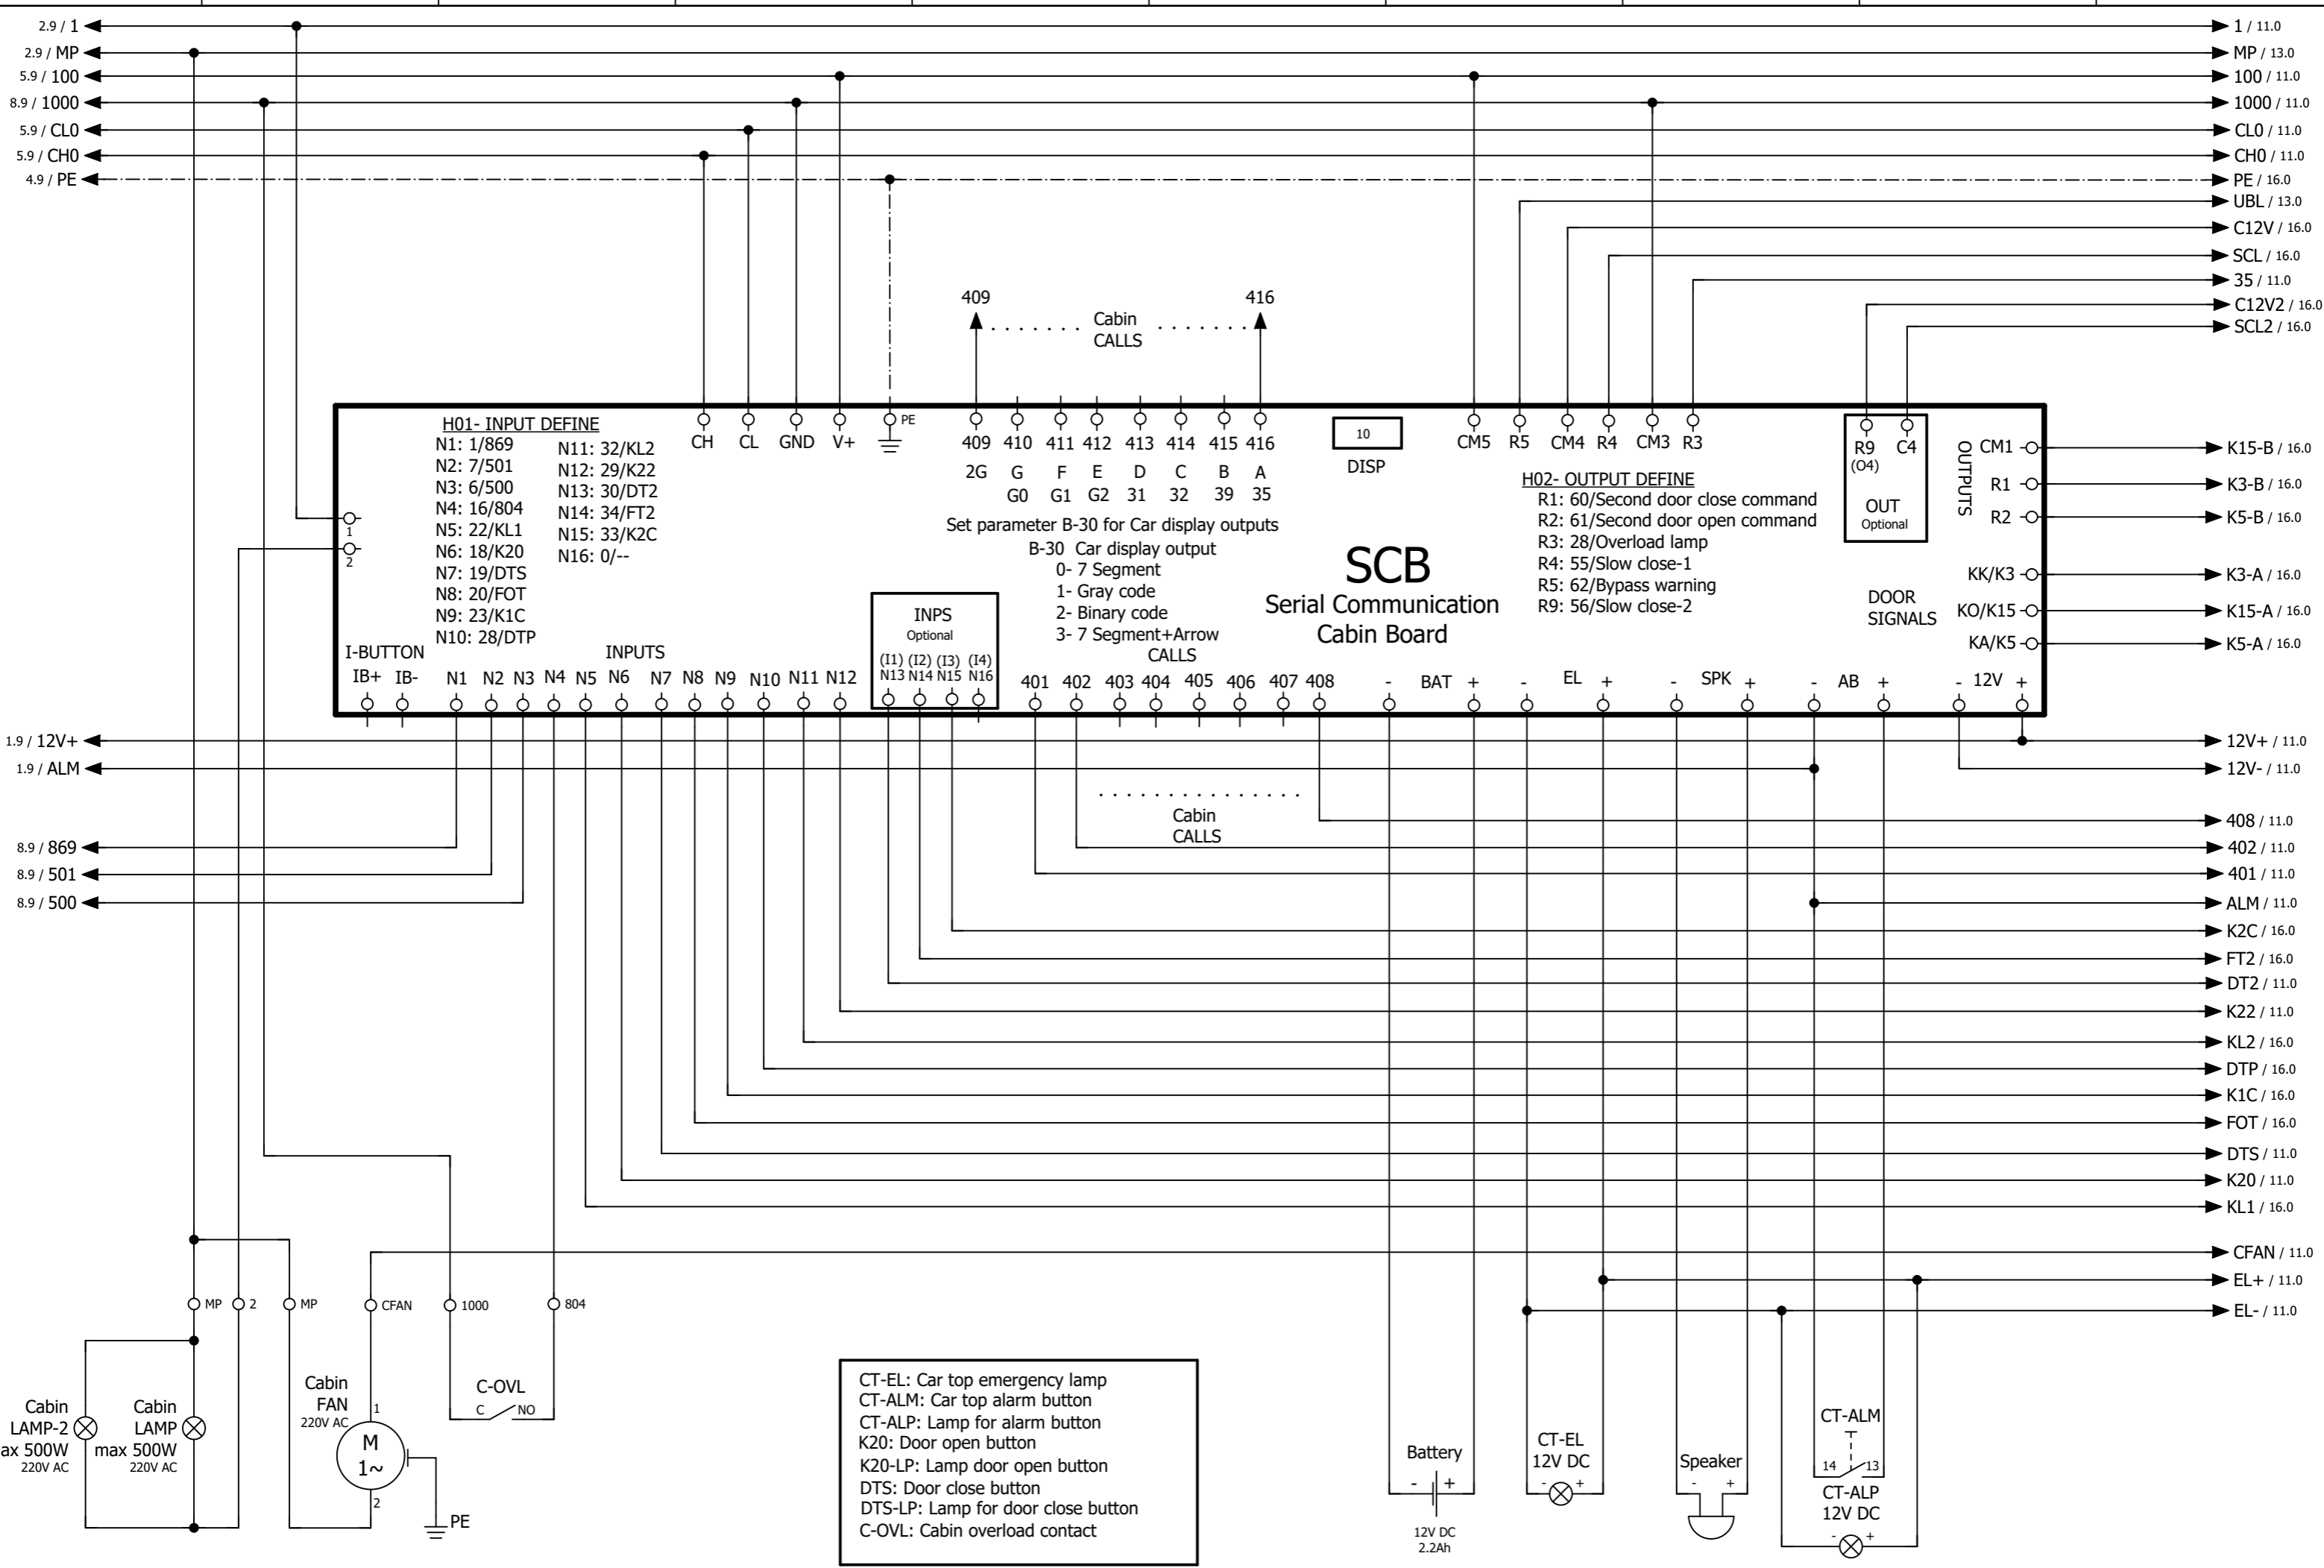 2.9 / 1
1 / 11.0
2.9 / MP
MP / 13.0
5.9 / 100
100 / 11.0
8.9 / 1000
1000 / 11.0
5.9 / CL0
CL0 / 11.0
5.9 / CH0
CH0 / 11.0
4.9 / PE
PE / 16.0
UBL / 13.0
C12V / 16.0
SCL / 16.0
35 / 11.0
C12V2 / 16.0
SCL2 / 16.0
409
416
Cabin
CALLS
H01- INPUT DEFINE
N1: 1/869
N2: 7/501
N3: 6/500
N4: 16/804
N5: 22/KL1
N6: 18/K20
N7: 19/DTS
N8: 20/FOT
N9: 23/K1C
N10: 28/DTP
N11: 32/KL2
N12: 29/K22
N13: 30/DT2
N14: 34/FT2
N15: 33/K2C
N16: 0/--
1
2
CH CL GND V+
PE
409 410 411 412 413 414 415 416
2G G F E D C B A
G0 G1 G2 31 32 39 35
Set parameter B-30 for Car display outputs
B-30 Car display output
0- 7 Segment
1- Gray code
2- Binary code
3- 7 Segment+Arrow
10
DISP
SCB
Serial Communication
Cabin Board
CM5 R5 CM4 R4 CM3 R3
H02- OUTPUT DEFINE
R1: 60/Second door close command
R2: 61/Second door open command
R3: 28/Overload lamp
R4: 55/Slow close-1
R5: 62/Bypass warning
R9: 56/Slow close-2
R9 C4
(O4)
OUT
Optional
OUTPUTS
CM1
R1
R2
DOOR
SIGNALS
KK/K3
KO/K15
KA/K5
K15-B / 16.0
K3-B / 16.0
K5-B / 16.0
K3-A / 16.0
K15-A / 16.0
K5-A / 16.0
I-BUTTON
IB+ IB-
INPUTS
N1 N2 N3 N4 N5 N6 N7 N8 N9 N10 N11 N12
INPS
Optional
(I1) (I2) (I3) (I4)
N13 N14 N15 N16
CALLS
401 402 403 404 405 406 407 408
- BAT +
- EL +
- SPK +
- AB +
- 12V +
1.9 / 12V+
12V+ / 11.0
1.9 / ALM
12V- / 11.0
Cabin
CALLS
408 / 11.0
8.9 / 869
402 / 11.0
8.9 / 501
401 / 11.0
8.9 / 500
ALM / 11.0
K2C / 16.0
FT2 / 16.0
DT2 / 11.0
K22 / 11.0
KL2 / 16.0
DTP / 16.0
K1C / 16.0
FOT / 16.0
DTS / 11.0
K20 / 11.0
KL1 / 16.0
CFAN / 11.0
EL+ / 11.0
EL- / 11.0
MP 2 MP CFAN 1000 804
Cabin
LAMP-2
ax 500W
220V AC
Cabin
LAMP
max 500W
220V AC
Cabin
FAN
220V AC
1
M
1~
2
PE
C-OVL
C NO
CT-EL: Car top emergency lamp
CT-ALM: Car top alarm button
CT-ALP: Lamp for alarm button
K20: Door open button
K20-LP: Lamp door open button
DTS: Door close button
DTS-LP: Lamp for door close button
C-OVL: Cabin overload contact
Battery
- +
12V DC
2.2Ah
CT-EL
12V DC
- +
Speaker
- +
CT-ALM
14 13
CT-ALP
12V DC
- +